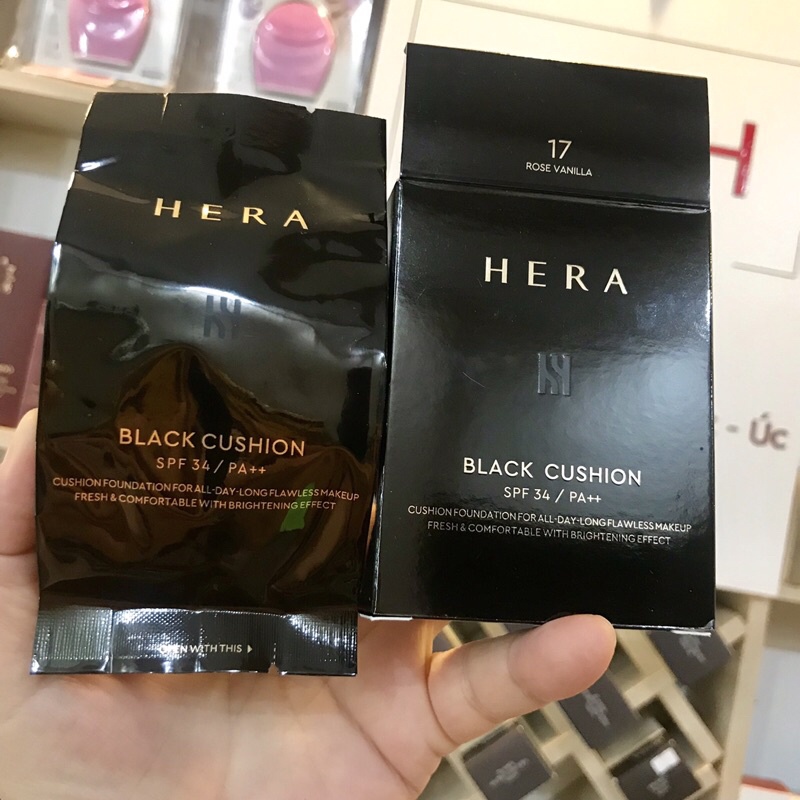 HERA
BLACK CUSHION
SPF 34 / PA++
CUSHION FOUNDATION FOR ALL-DAY-LONG FLAWLESS MAKEUP
FRESH & COMFORTABLE WITH BRIGHTENING EFFECT
OPEN WITH THIS
17
ROSE VANILLA
HERA
BLACK CUSHION
SPF 34 / PA++
CUSHION FOUNDATION FOR ALL-DAY-LONG FLAWLESS MAKEUP
FRESH & COMFORTABLE WITH BRIGHTENING EFFECT
- Úc